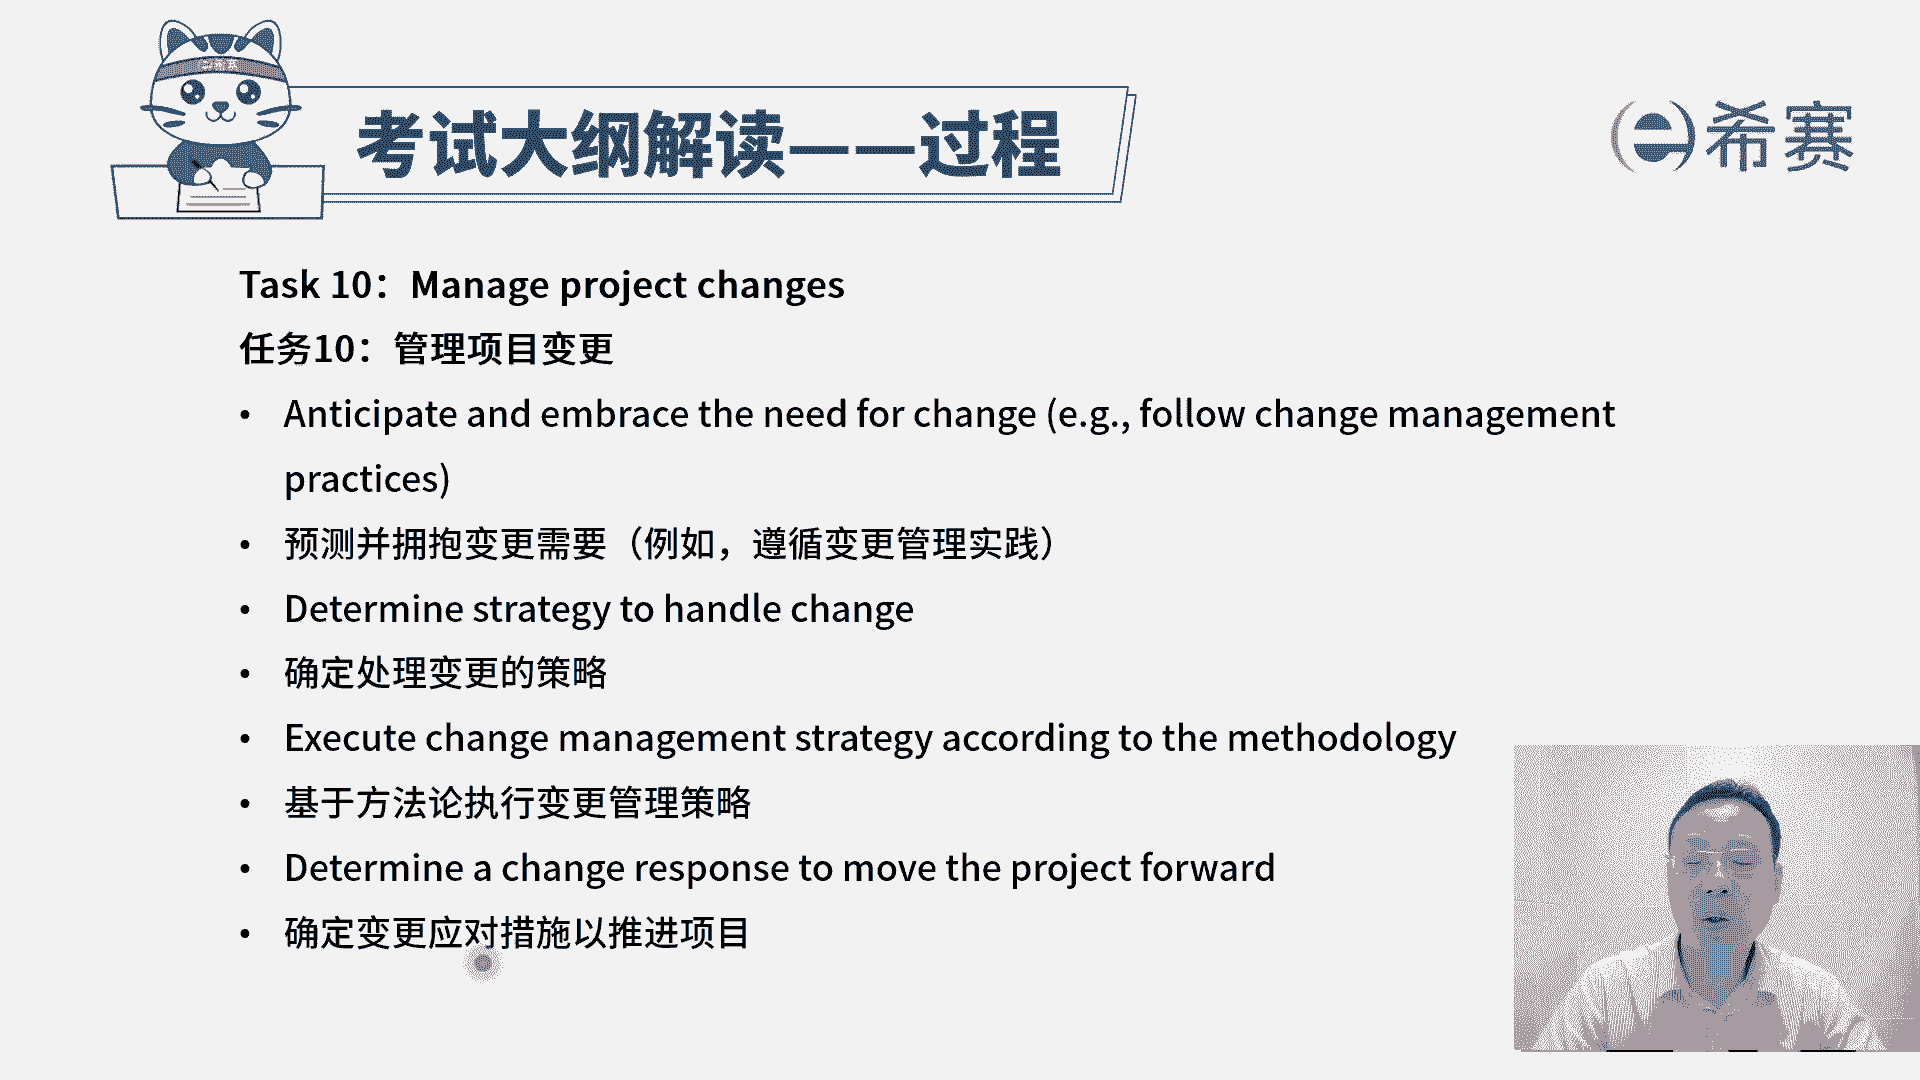 考试大纲解读——过程
希赛
Task 10：Manage project changes
任务10：管理项目变更
• Anticipate and embrace the need for change (e.g., follow change management
practices)
• 预测并拥抱变更需要（例如，遵循变更管理实践）
• Determine strategy to handle change
• 确定处理变更的策略
• Execute change management strategy according to the methodology
• 基于方法论执行变更管理策略
• Determine a change response to move the project forward
• 确定变更应对措施以推进项目